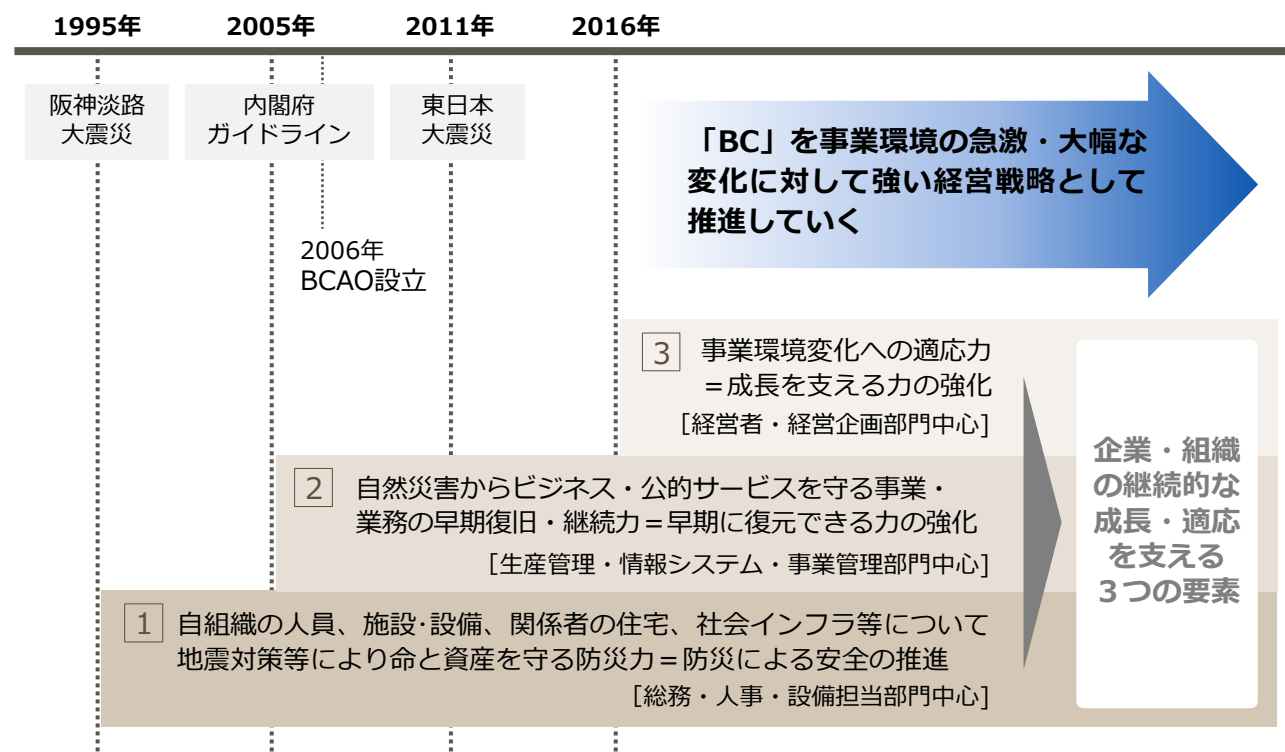 1995年
2005年
2011年
2016年
阪神淡路
大震災
内閣府
ガイドライン
東日本
大震災
2006年
BCAO設立
「BC」を事業環境の急激・大幅な
変化に対して強い経営戦略として
推進していく
3 事業環境変化への適応力
＝成長を支える力の強化
[経営者・経営企画部門中心]
2 自然災害からビジネス・公的サービスを守る事業・
業務の早期復旧・継続力＝早期に復元できる力の強化
[生産管理・情報システム・事業管理部門中心]
1 自組織の人員、施設･設備、関係者の住宅、社会インフラ等について
地震対策等により命と資産を守る防災力＝防災による安全の推進
[総務・人事・設備担当部門中心]
企業・組織
の継続的な
成長・適応
を支える
３つの要素